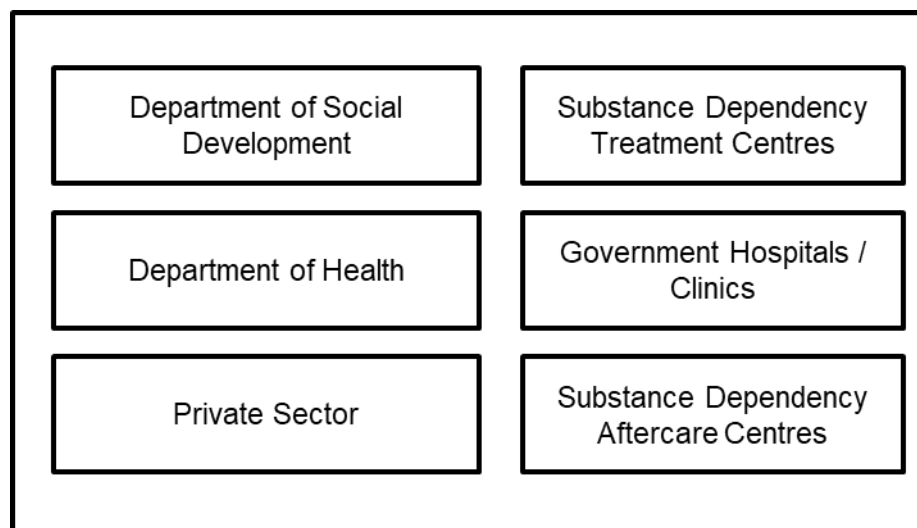 Department of Social
Development
Substance Dependency
Treatment Centres
Department of Health
Government Hospitals /
Clinics
Private Sector
Substance Dependency
Aftercare Centres